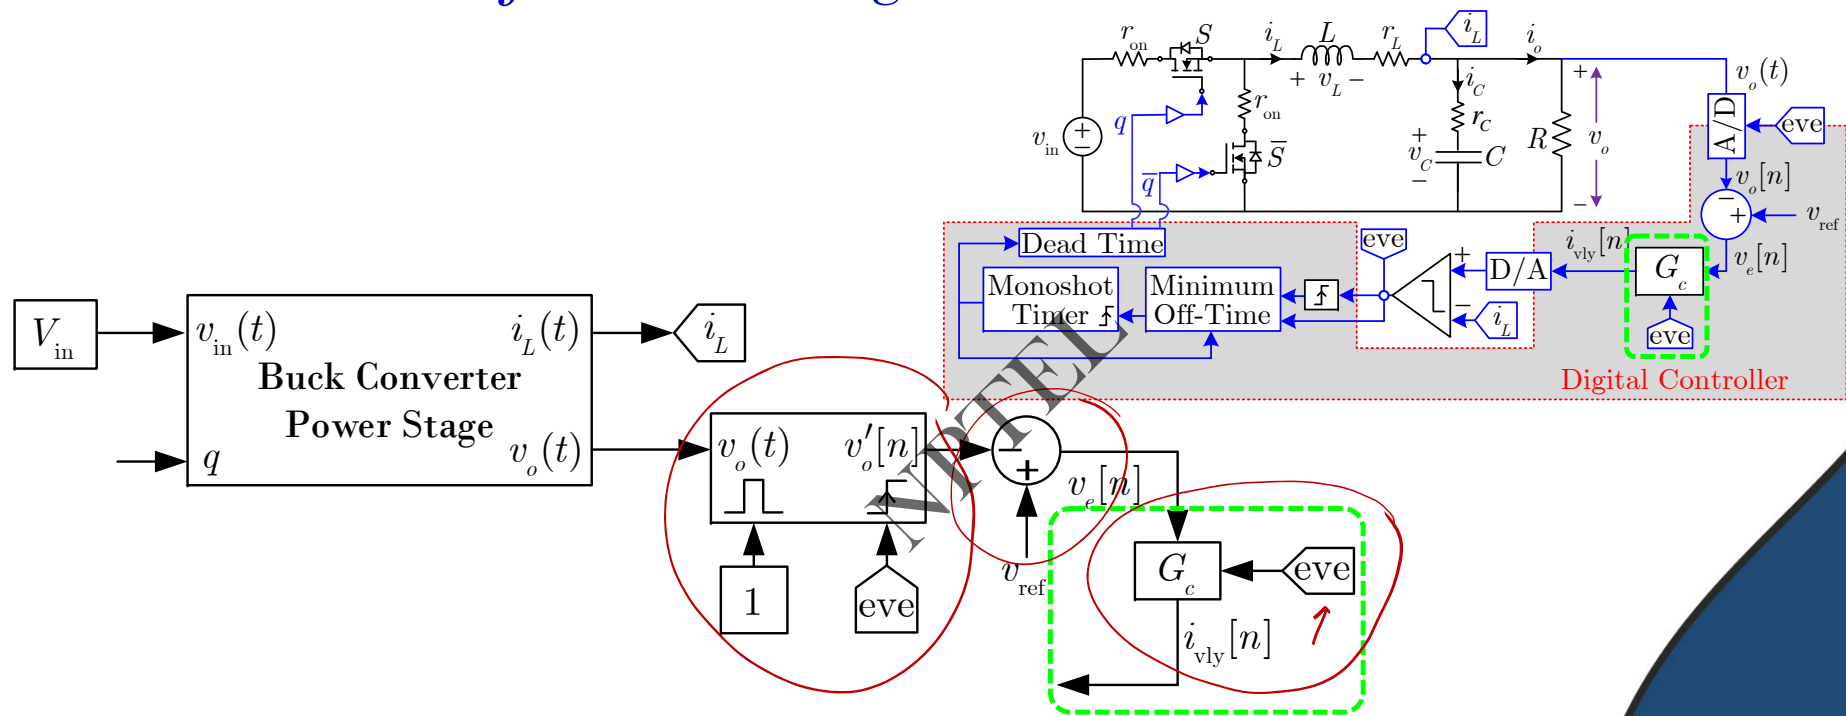 r_on
S
i_L
L
r_L
i_L
i_o
+ v_L −
i_C
+
v_o(t)
q
r_on
r_C
A/D
eve
v_in
+
−
S̅
+
v_C
−
C
R
v_o
q̅
−
v_o[n]
−
+
v_ref
Dead Time
eve
+
D/A
i_vly[n]
G_c
v_e[n]
Monoshot
Timer
Minimum
Off-Time
−
i_L
eve
Digital Controller
V_in
v_in(t)
i_L(t)
i_L
Buck Converter
Power Stage
q
v_o(t)
v_o(t)
v′_o[n]
−
+
v_e[n]
1
eve
v_ref
G_c
eve
i_vly[n]
NPTEL